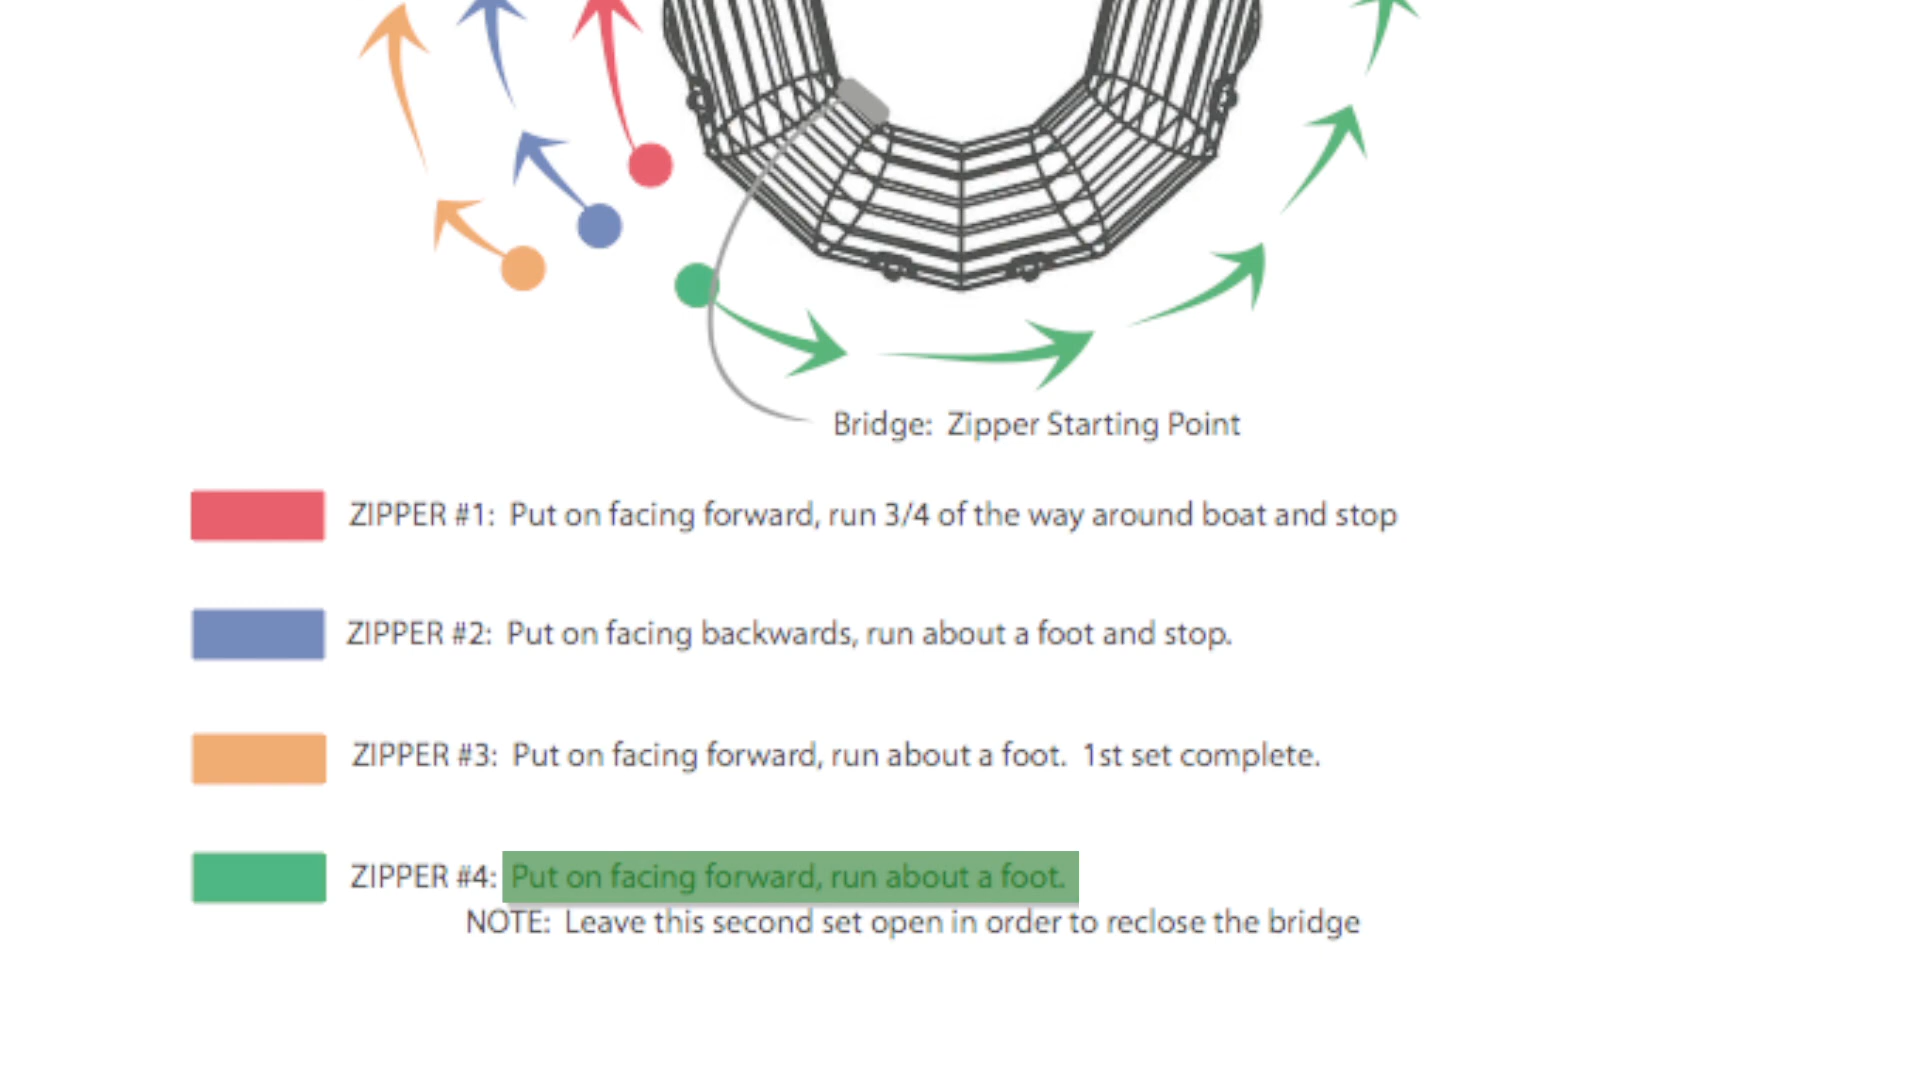 Bridge:  Zipper Starting Point
ZIPPER #1:  Put on facing forward, run 3/4 of the way around boat and stop
ZIPPER #2:  Put on facing backwards, run about a foot and stop.
ZIPPER #3:  Put on facing forward, run about a foot.  1st set complete.
ZIPPER #4:  Put on facing forward, run about a foot.
NOTE:  Leave this second set open in order to reclose the bridge